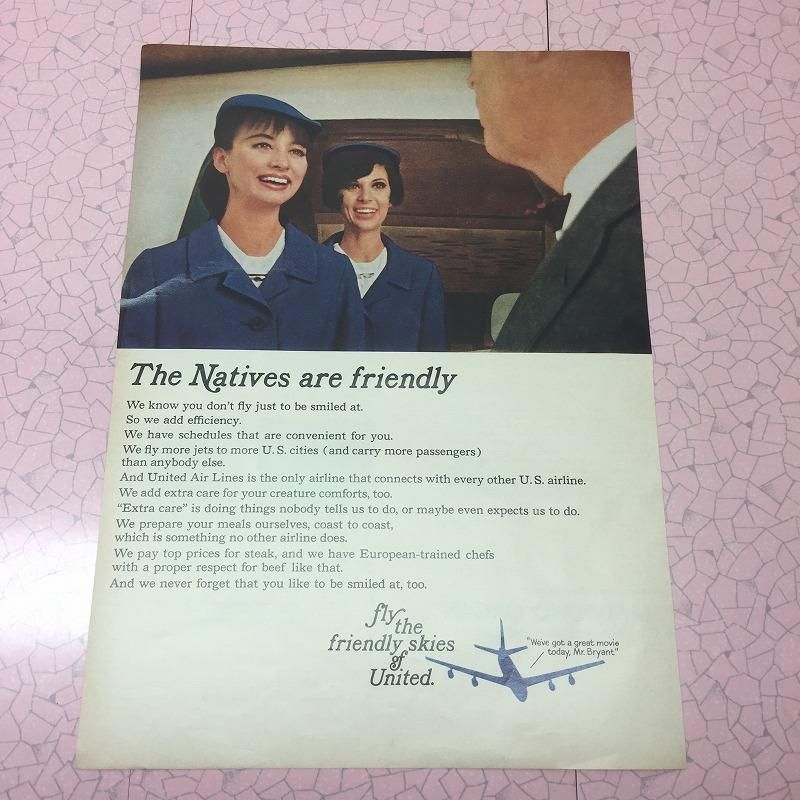 The Natives are friendly
We know you don't fly just to be smiled at.
So we add efficiency.
We have schedules that are convenient for you.
We fly more jets to more U.S. cities (and carry more passengers)
than anybody else.
And United Air Lines is the only airline that connects with every other U.S. airline.
We add extra care for your creature comforts, too.
"Extra care" is doing things nobody tells us to do, or maybe even expects us to do.
We prepare your meals ourselves, coast to coast,
which is something no other airline does.
We pay top prices for steak, and we have European-trained chefs
with a proper respect for beef like that.
And we never forget that you like to be smiled at, too.
fly
the
friendly skies
of
United.
"We've got a great movie
today, Mr. Bryant"